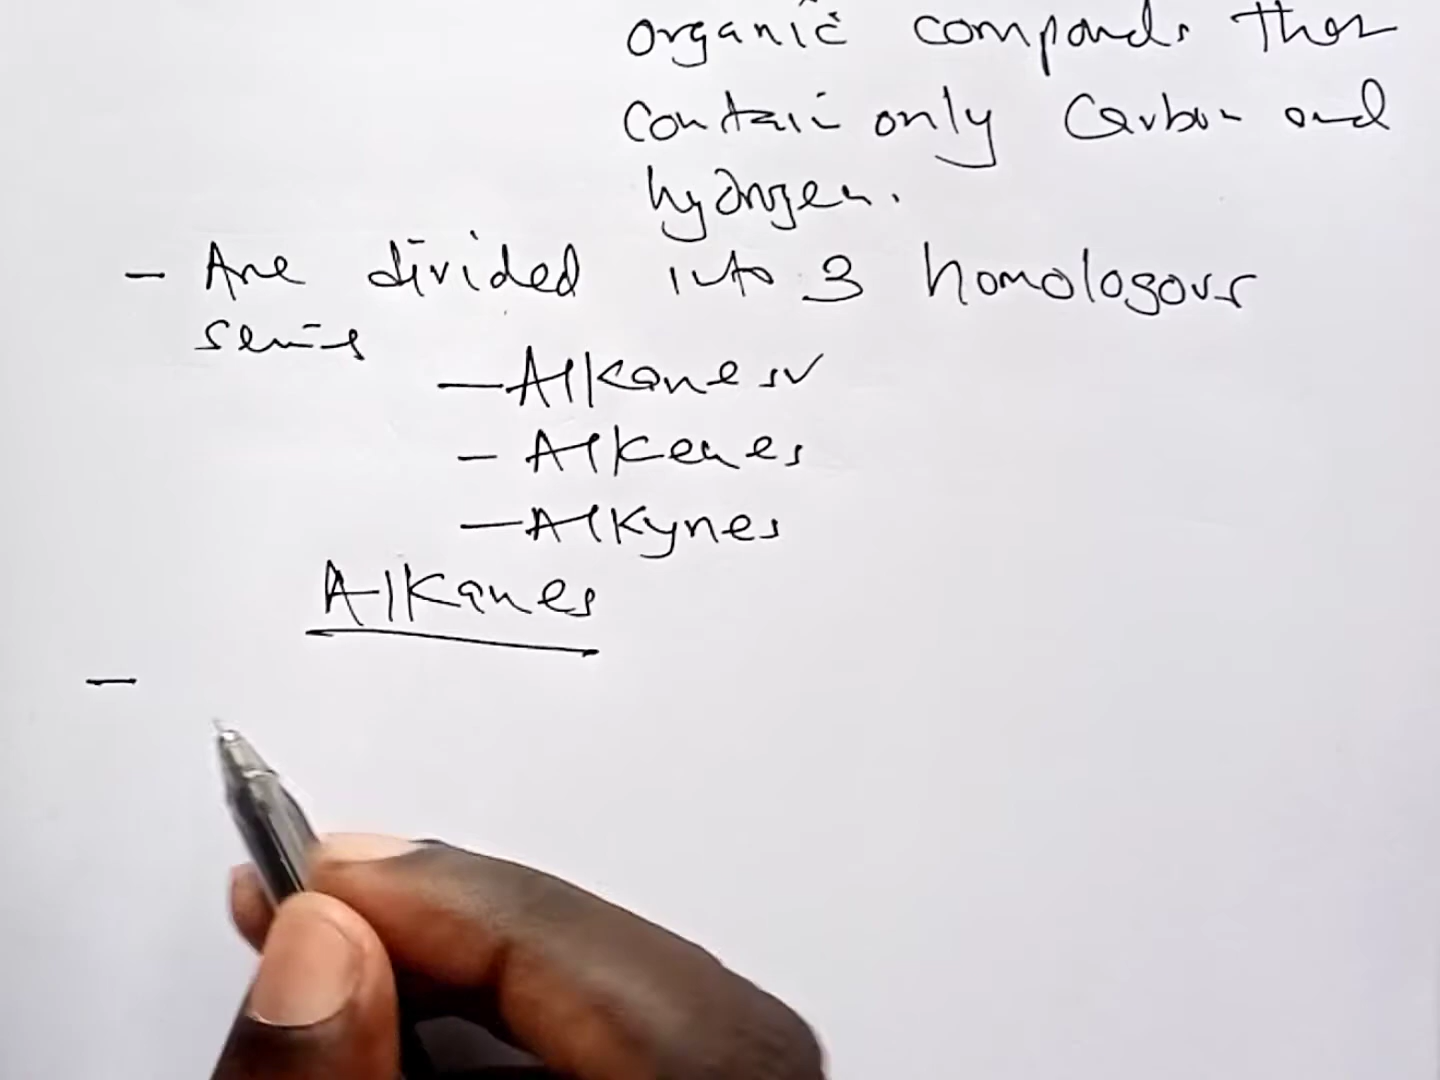 organic compounds that
contain only Carbon and
hydrogen.
- Are divided into 3 homologous
series
- Alkanes ✓
- Alkenes
- Alkynes
Alkanes
-